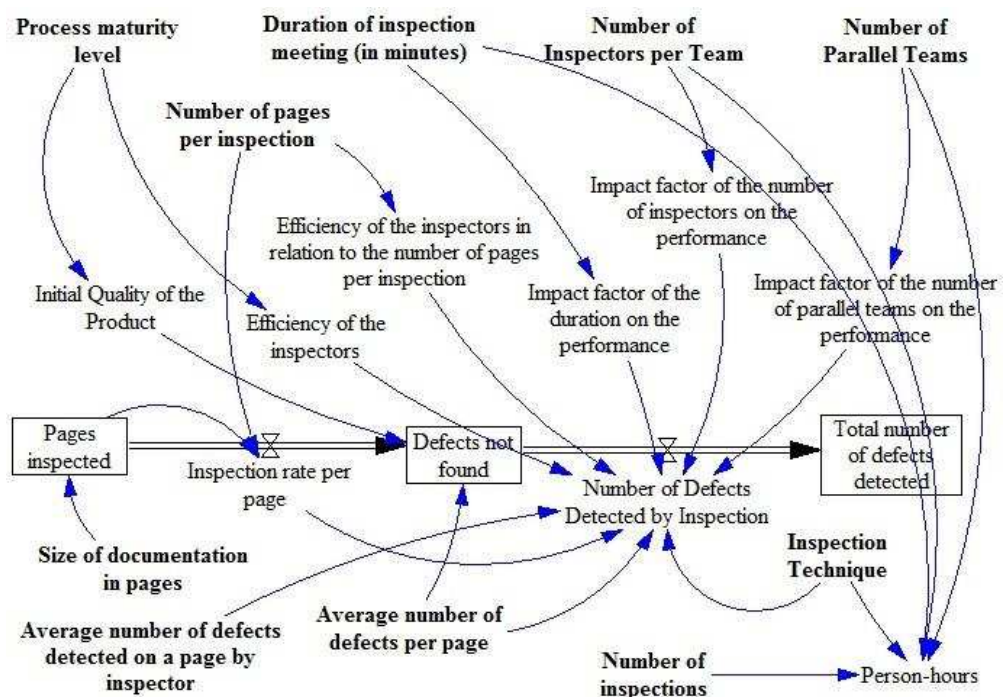 Process maturity
level
Duration of inspection
meeting (in minutes)
Number of
Inspectors per Team
Number of
Parallel Teams
Number of pages
per inspection
Impact factor of the number
of inspectors on the
performance
Efficiency of the inspectors in
relation to the number of pages
per inspection
Initial Quality of the
Product
Efficiency of the
inspectors
Impact factor of the
duration on the
performance
Impact factor of the number
of parallel teams on the
performance
Pages
inspected
Inspection rate per
page
Defects not
found
Number of Defects
Detected by Inspection
Total number
of defects
detected
Size of documentation
in pages
Inspection
Technique
Average number of defects
detected on a page by
inspector
Average number of
defects per page
Number of
inspections
Person-hours